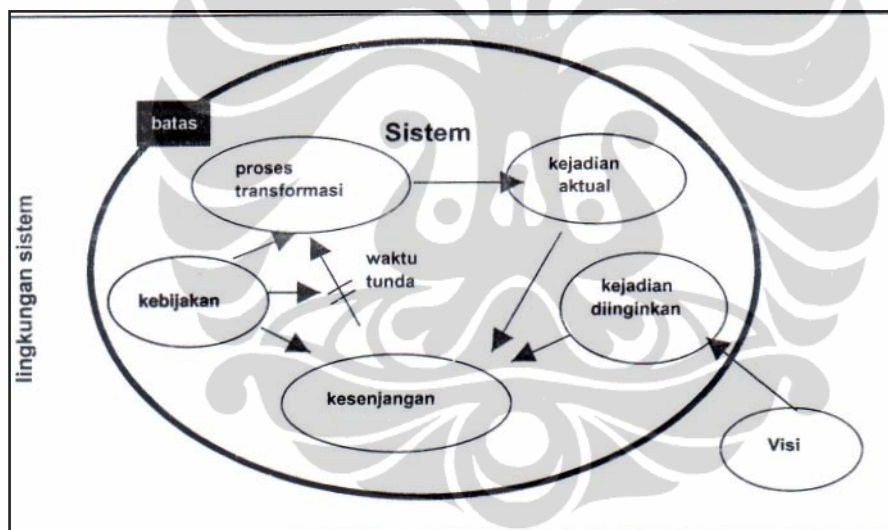 batas
Sistem
proses
transformasi
kejadian
aktual
waktu
tunda
kebijakan
kejadian
diinginkan
kesenjangan
Visi
lingkungan sistem